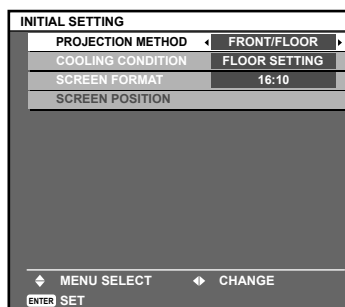 INITIAL SETTING
PROJECTION METHOD FRONT/FLOOR
COOLING CONDITION FLOOR SETTING
SCREEN FORMAT 16:10
SCREEN POSITION
MENU SELECT CHANGE
ENTER SET